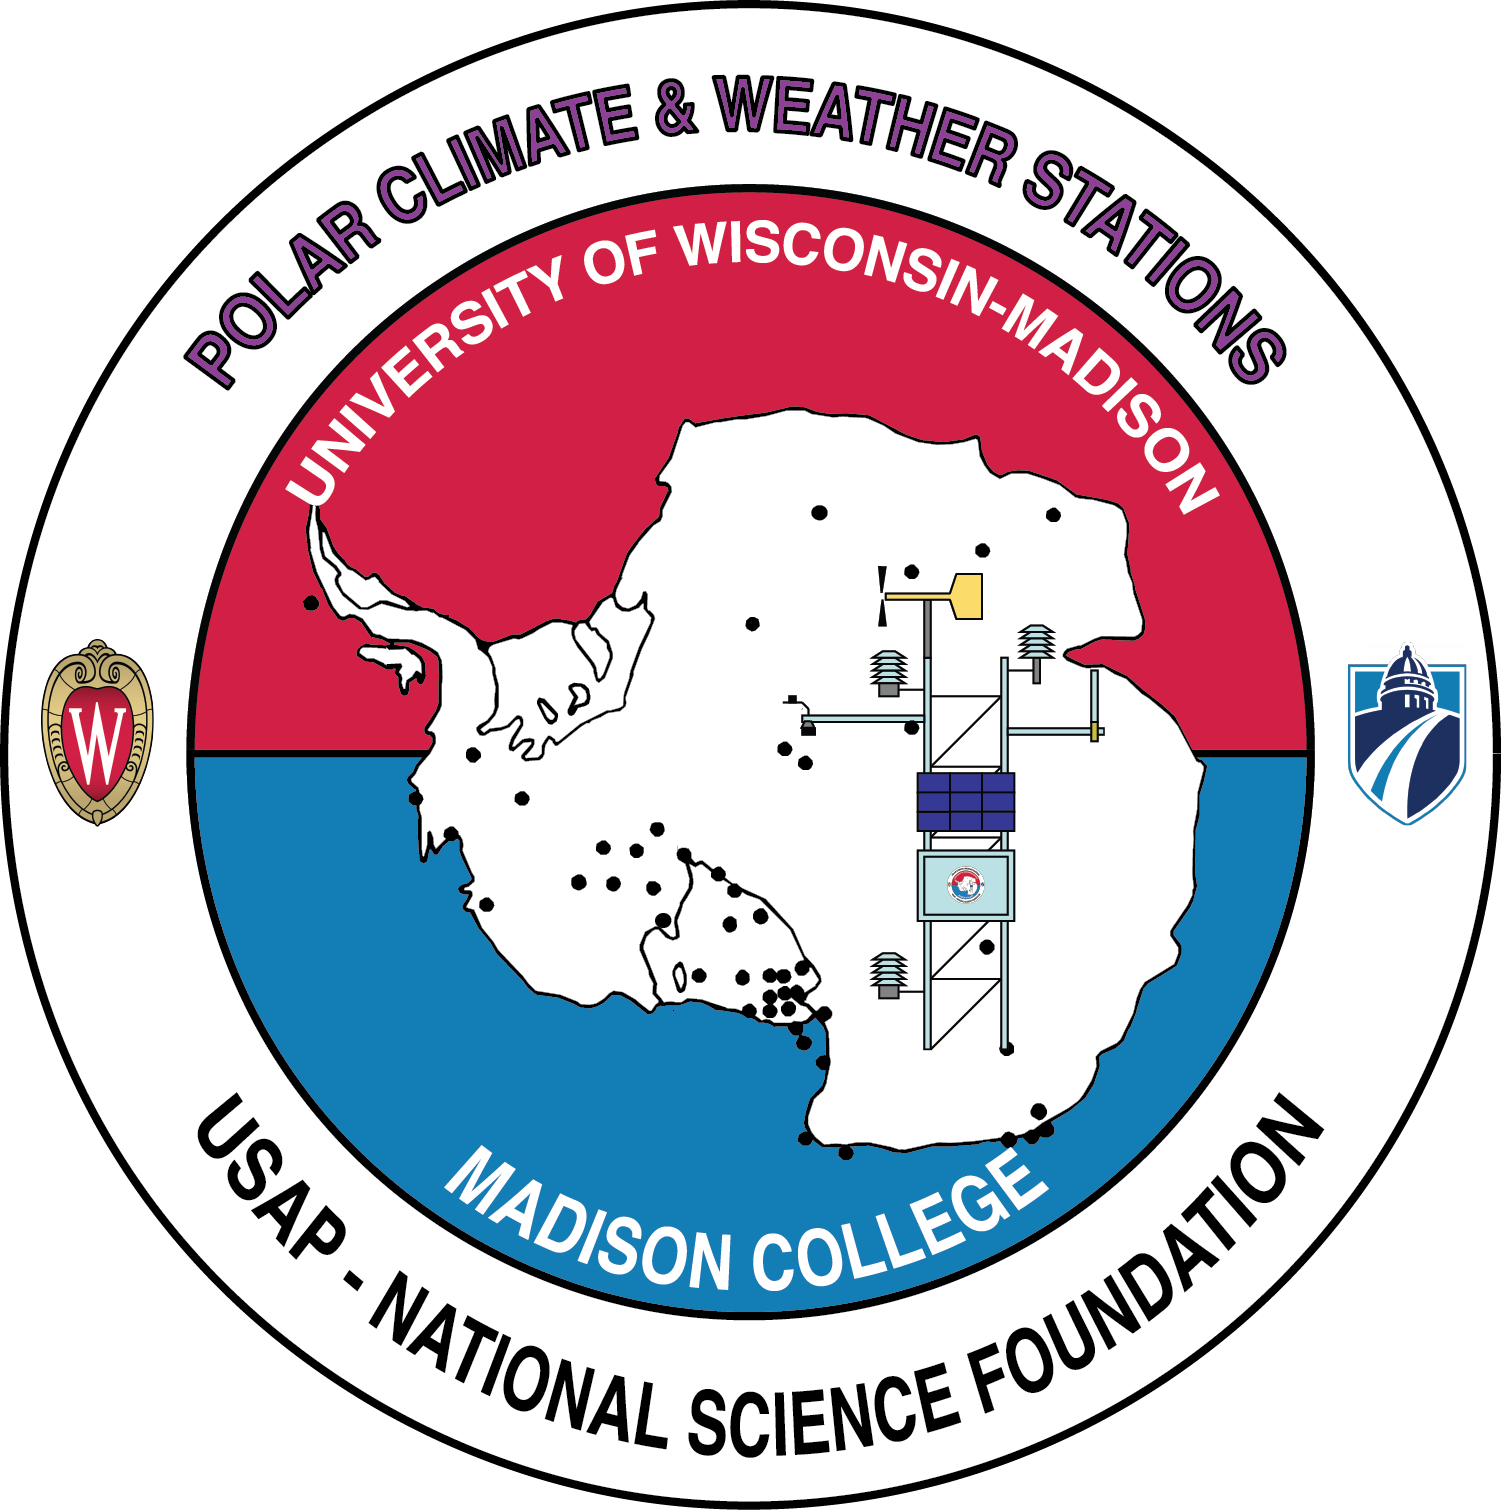 POLAR CLIMATE & WEATHER STATIONS
UNIVERSITY OF WISCONSIN-MADISON
W
MADISON COLLEGE
USAP - NATIONAL SCIENCE FOUNDATION